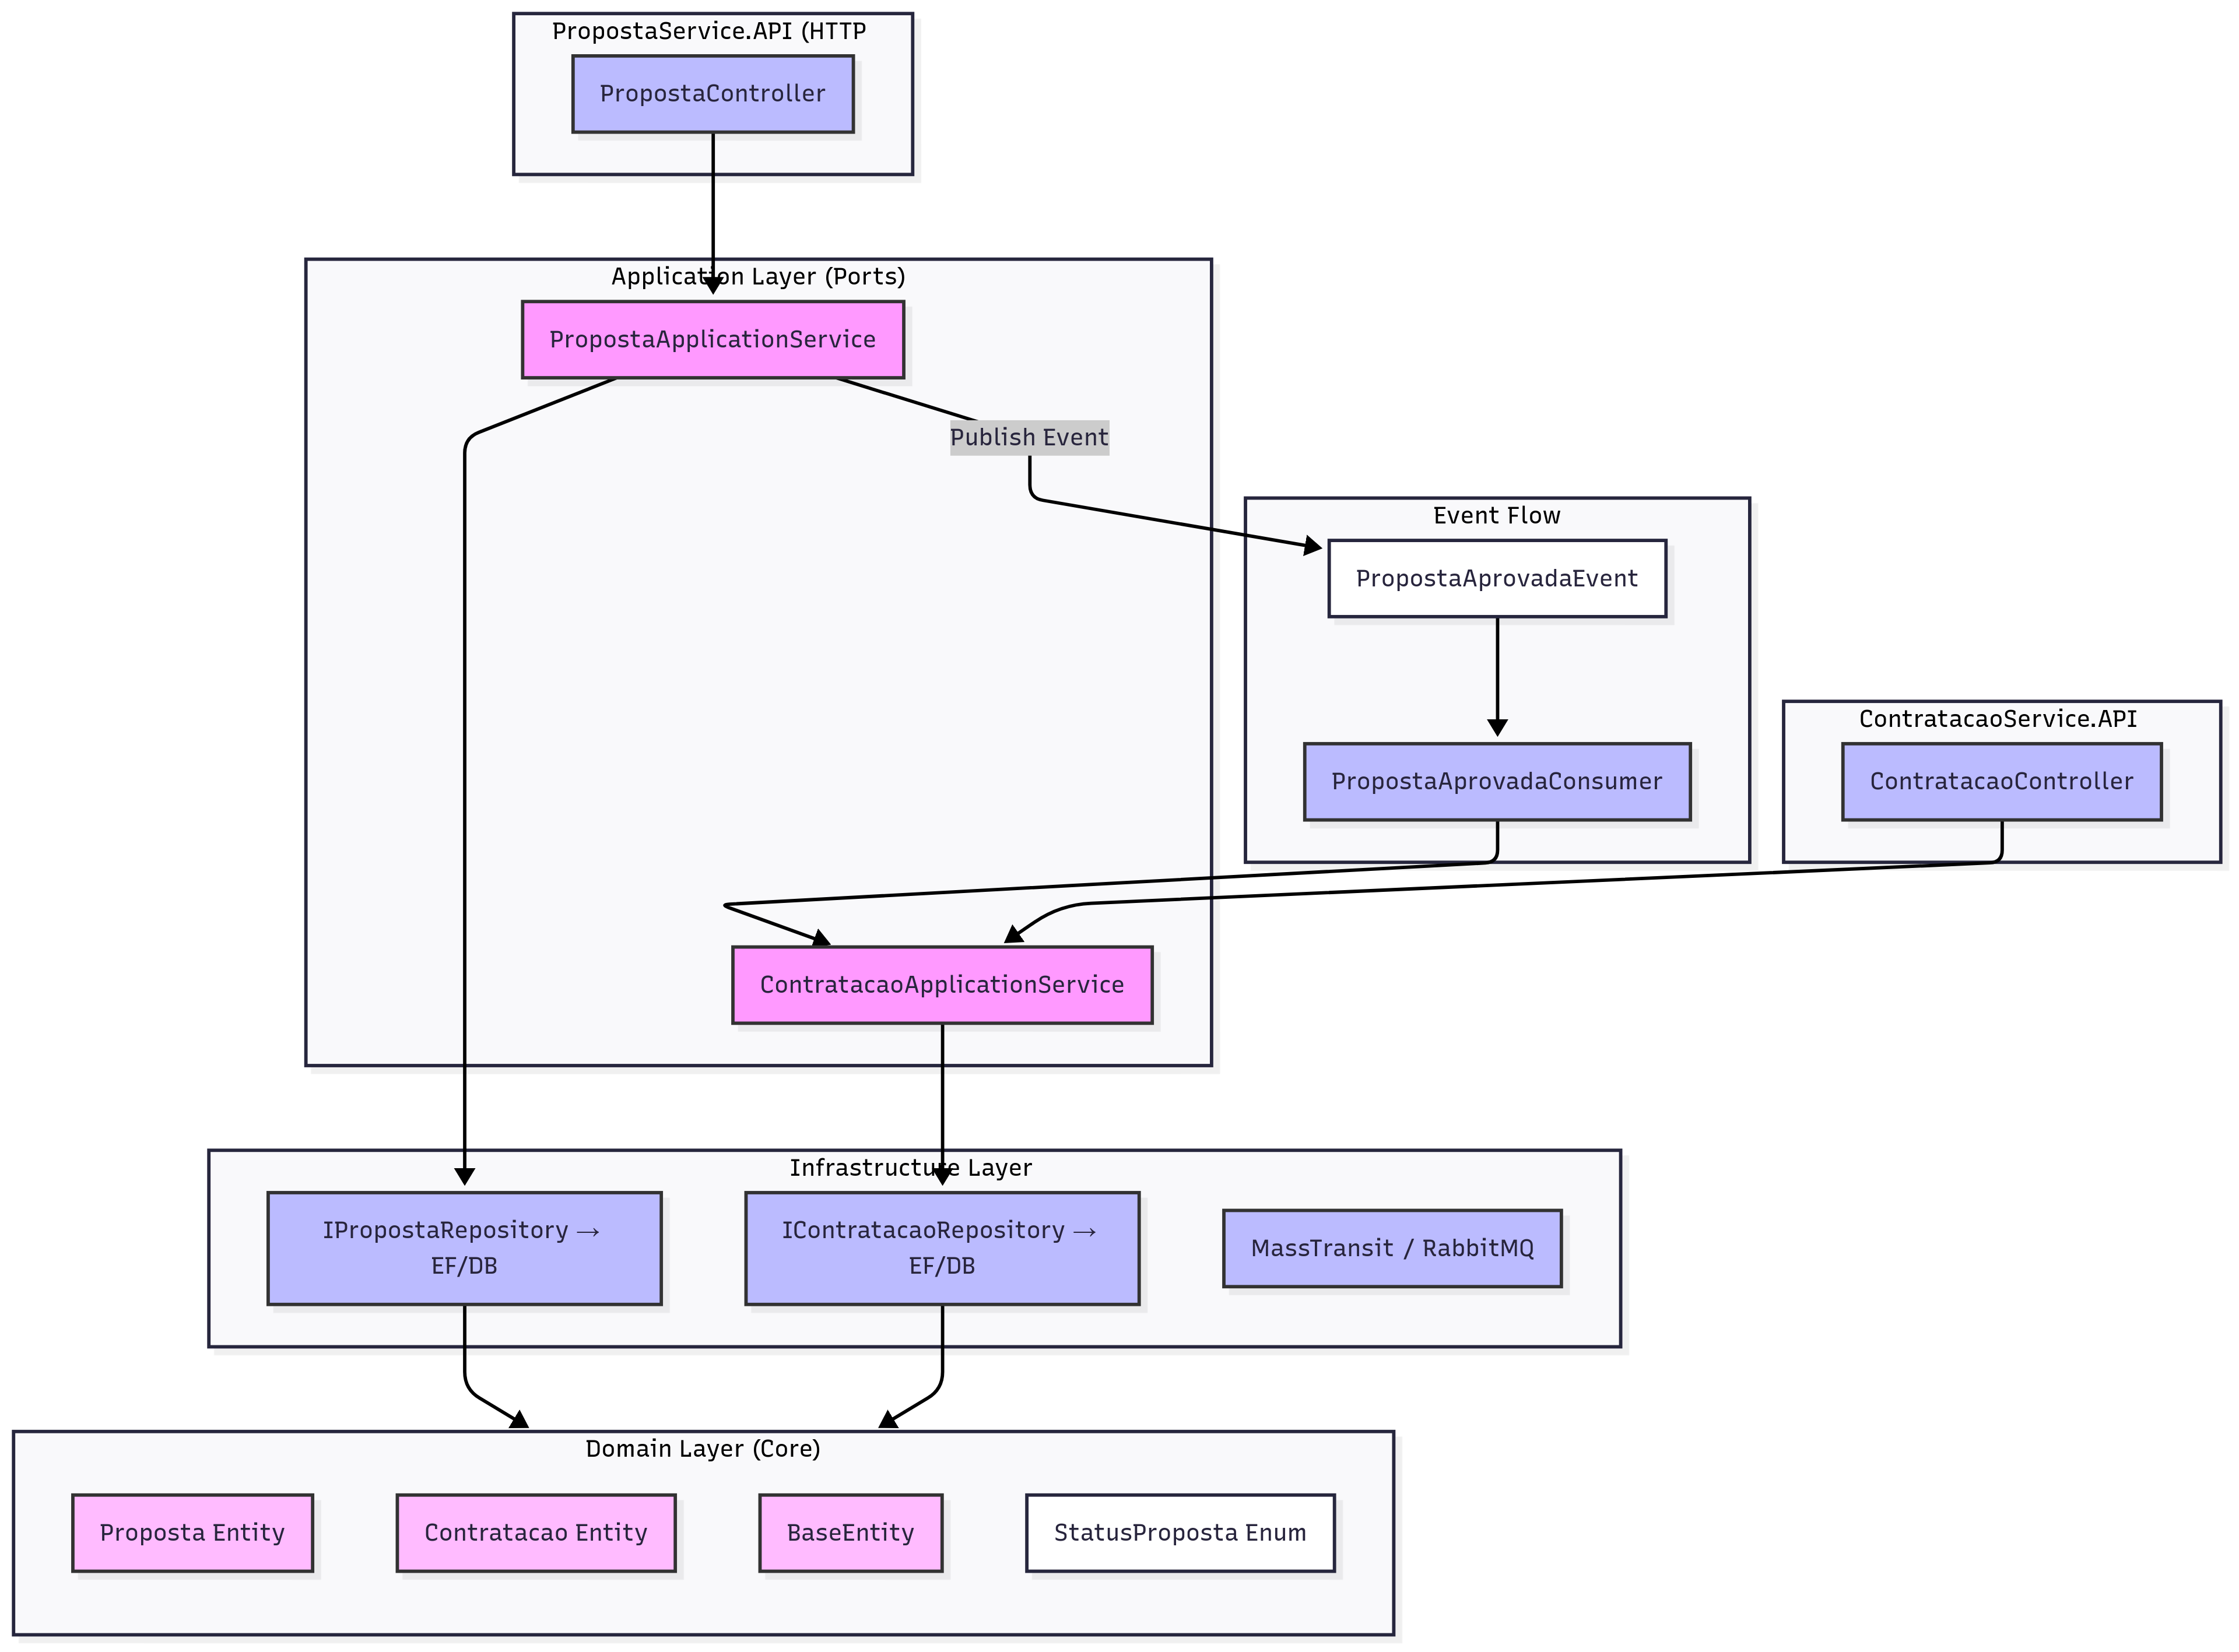 PropostaService.API (HTTP
PropostaController
Application Layer (Ports)
PropostaApplicationService
Publish Event
Event Flow
PropostaAprovadaEvent
PropostaAprovadaConsumer
ContratacaoService.API
ContratacaoController
ContratacaoApplicationService
Infrastructure Layer
IPropostaRepository →
EF/DB
IContratacaoRepository →
EF/DB
MassTransit / RabbitMQ
Domain Layer (Core)
Proposta Entity
Contratacao Entity
BaseEntity
StatusProposta Enum